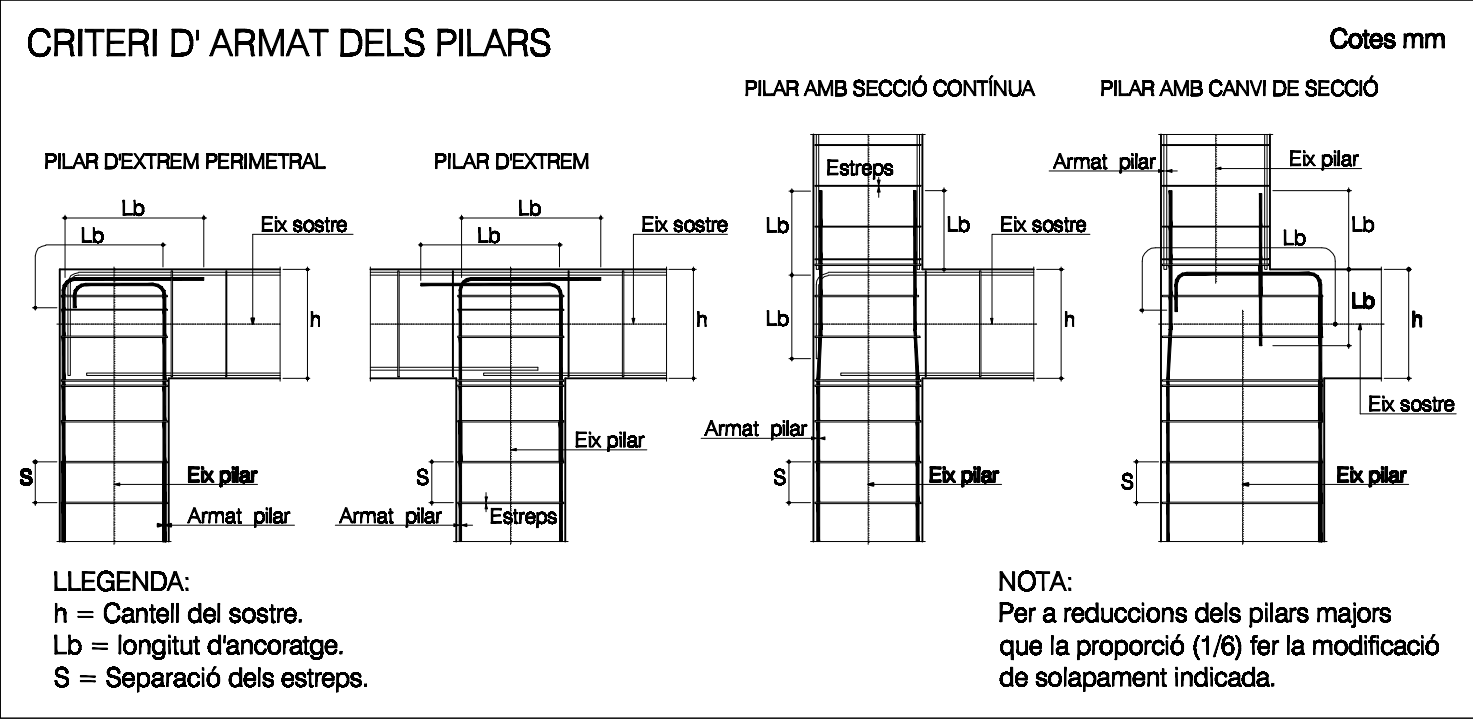 CRITERI D' ARMAT DELS PILARS
Cotes mm
PILAR D'EXTREM PERIMETRAL
Lb
Lb
Eix sostre
h
S
Eix pilar
Armat pilar
PILAR D'EXTREM
Lb
Lb
Eix sostre
h
Eix pilar
S
Armat pilar
Estreps
PILAR AMB SECCIÓ CONTÍNUA
Estreps
Lb
Lb
Eix sostre
Lb
h
Armat pilar
S
Eix pilar
PILAR AMB CANVI DE SECCIÓ
Armat pilar
Eix pilar
Lb
Lb
Lb
h
Eix sostre
S
Eix pilar
LLEGENDA:
h = Cantell del sostre.
Lb = longitut d'ancoratge.
S = Separació dels estreps.
NOTA:
Per a reduccions dels pilars majors
que la proporció (1/6) fer la modificació
de solapament indicada.